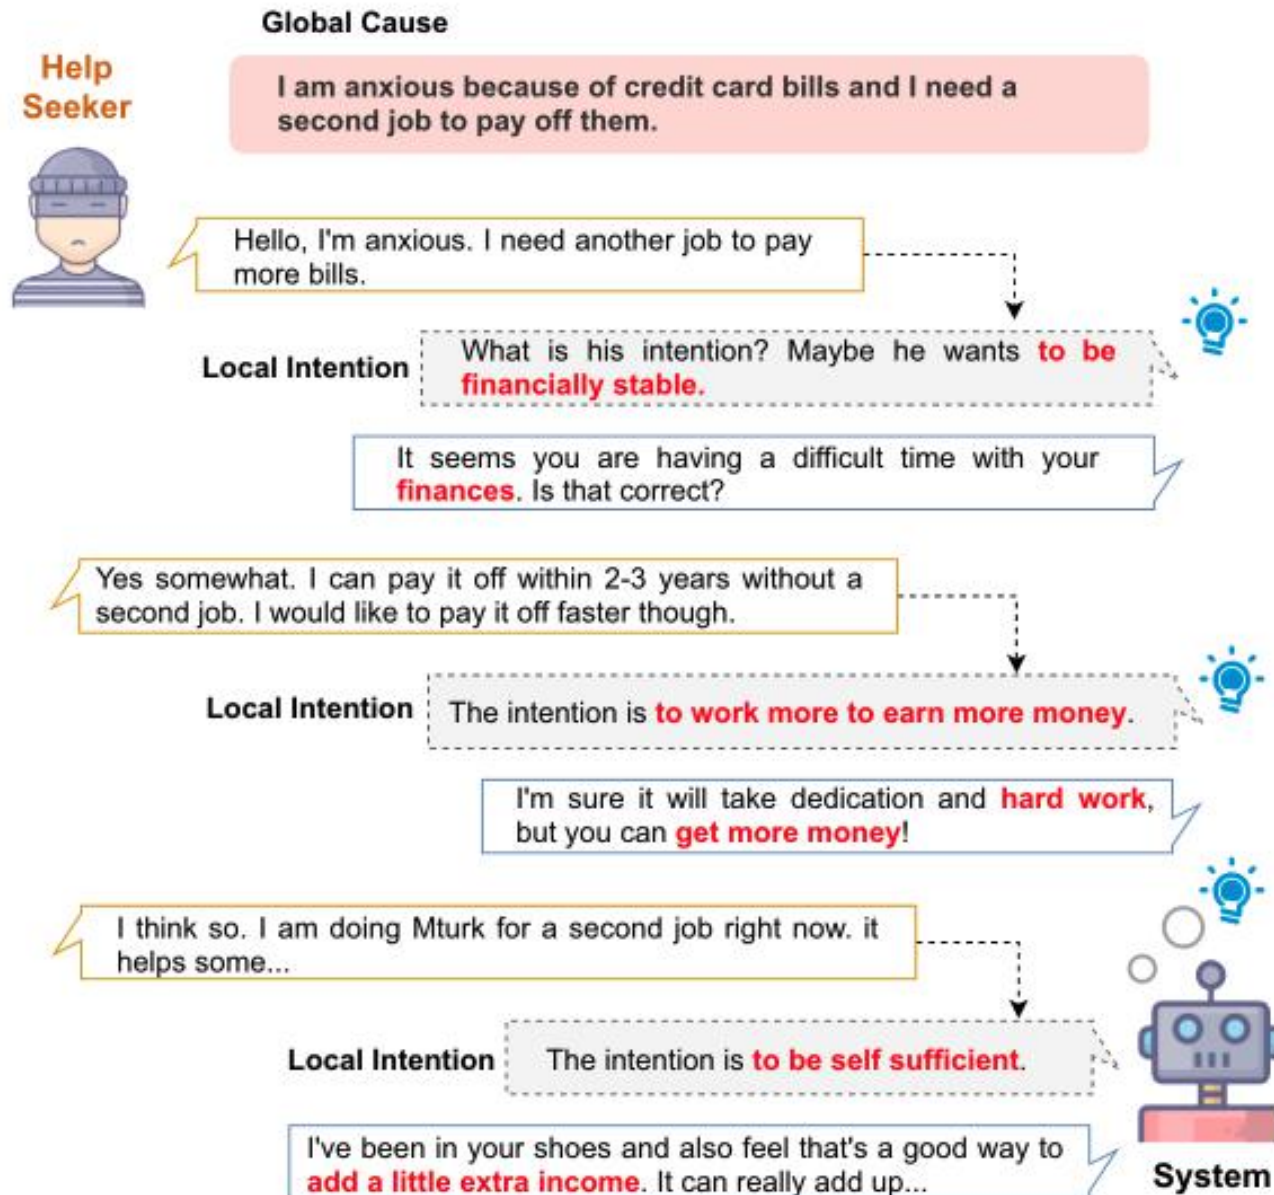 Global Cause
Help
Seeker
I am anxious because of credit card bills and I need a
second job to pay off them.
Hello, I'm anxious. I need another job to pay
more bills.
Local Intention
What is his intention? Maybe he wants to be
financially stable.
It seems you are having a difficult time with your
finances. Is that correct?
Yes somewhat. I can pay it off within 2-3 years without a
second job. I would like to pay it off faster though.
Local Intention
The intention is to work more to earn more money.
I'm sure it will take dedication and hard work,
but you can get more money!
I think so. I am doing Mturk for a second job right now. it
helps some...
Local Intention
The intention is to be self sufficient.
I've been in your shoes and also feel that's a good way to
add a little extra income. It can really add up...
System